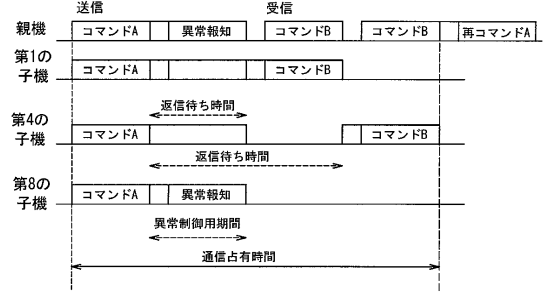 送信 受信
親機 コマンドA 異常報知 コマンドB コマンドB 再コマンドA
第1の
子機 コマンドA コマンドB
返信待ち時間
第4の
子機 コマンドA コマンドB
返信待ち時間
第8の
子機 コマンドA 異常報知
異常制御用期間
通信占有時間